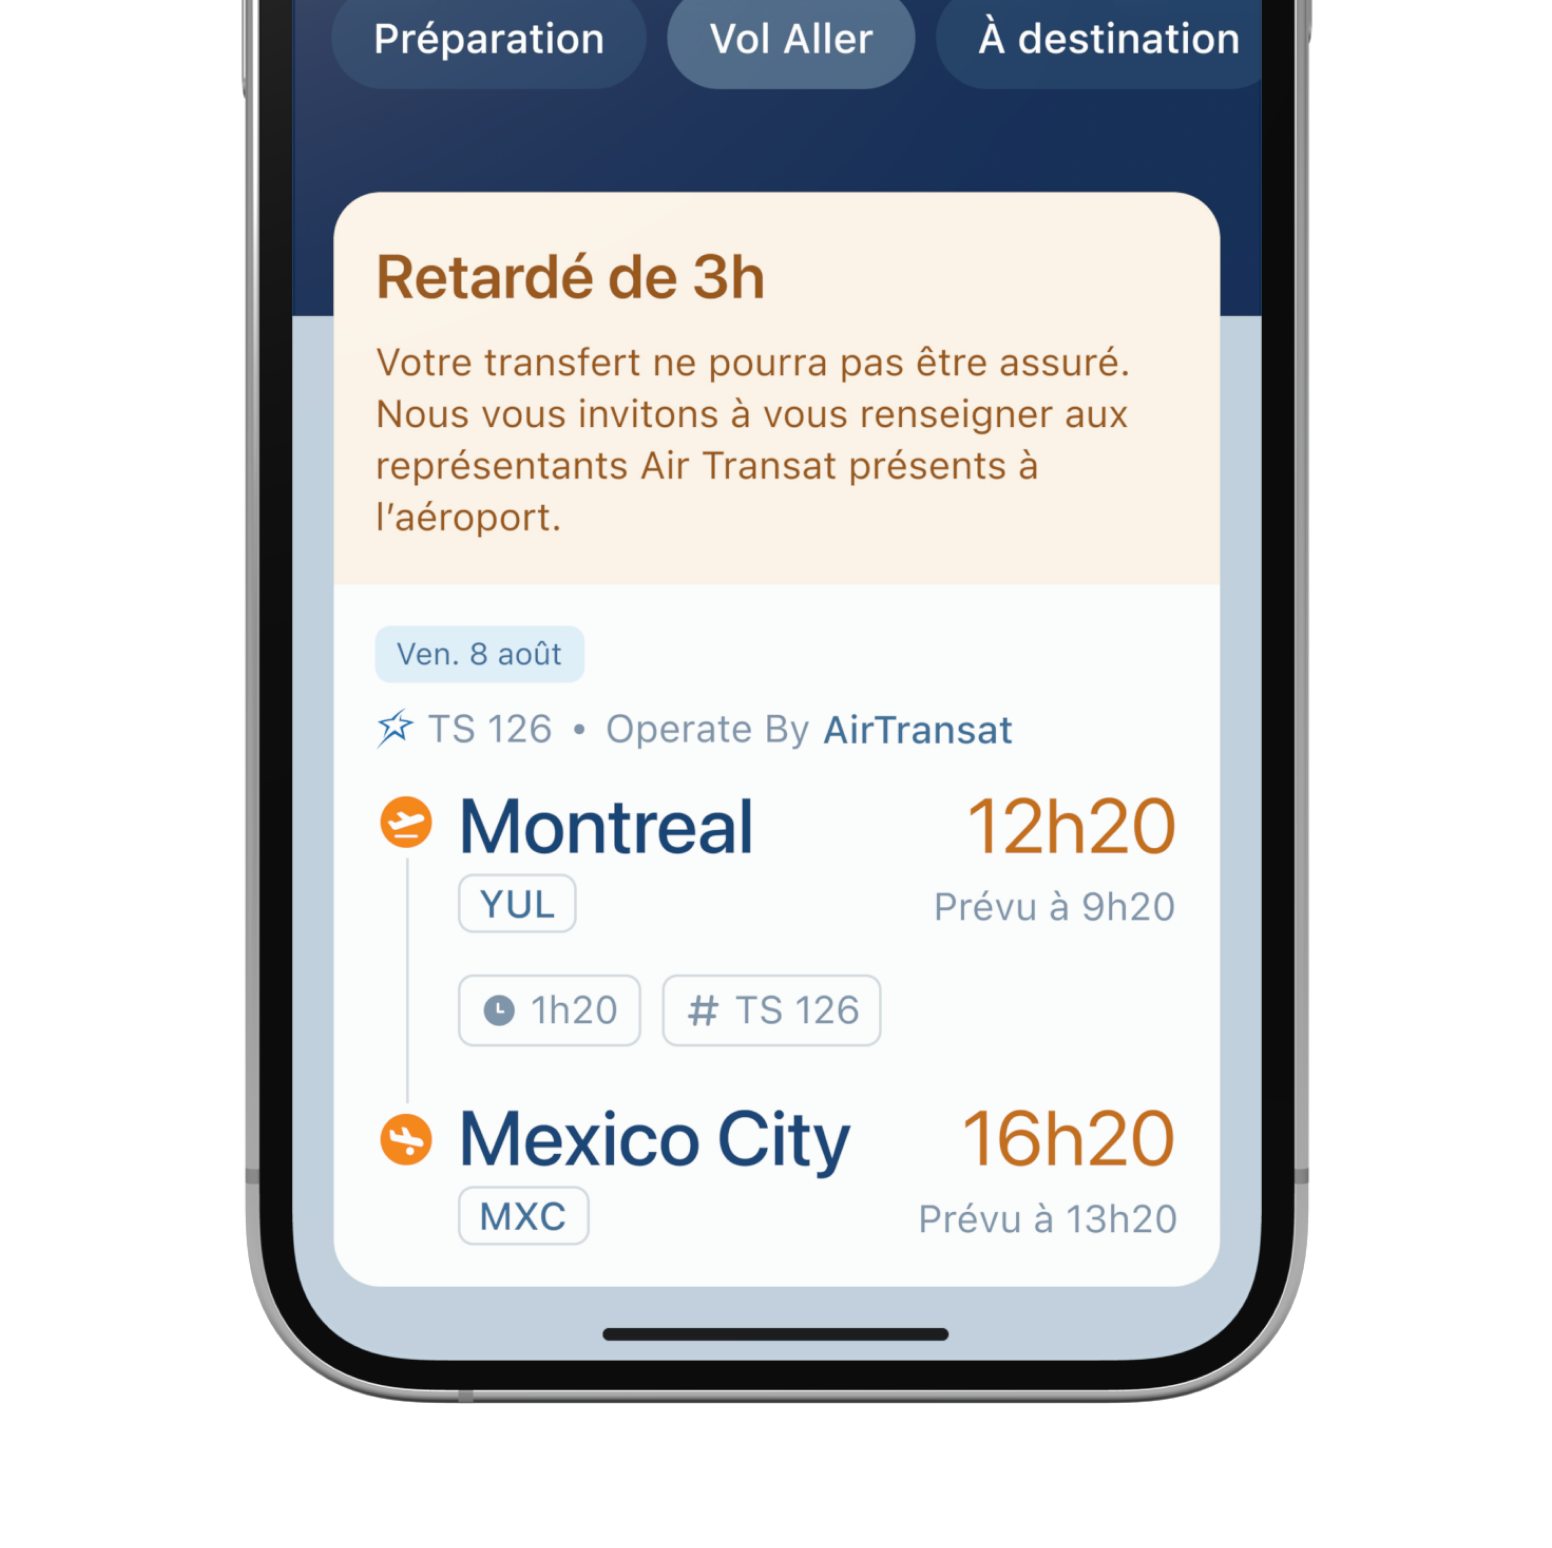 Préparation
Vol Aller
À destination
Retardé de 3h
Votre transfert ne pourra pas être assuré.
Nous vous invitons à vous renseigner aux
représentants Air Transat présents à
l’aéroport.
Ven. 8 août
TS 126 • Operate By AirTransat
Montreal 12h20
YUL Prévu à 9h20
1h20 # TS 126
Mexico City 16h20
MXC Prévu à 13h20